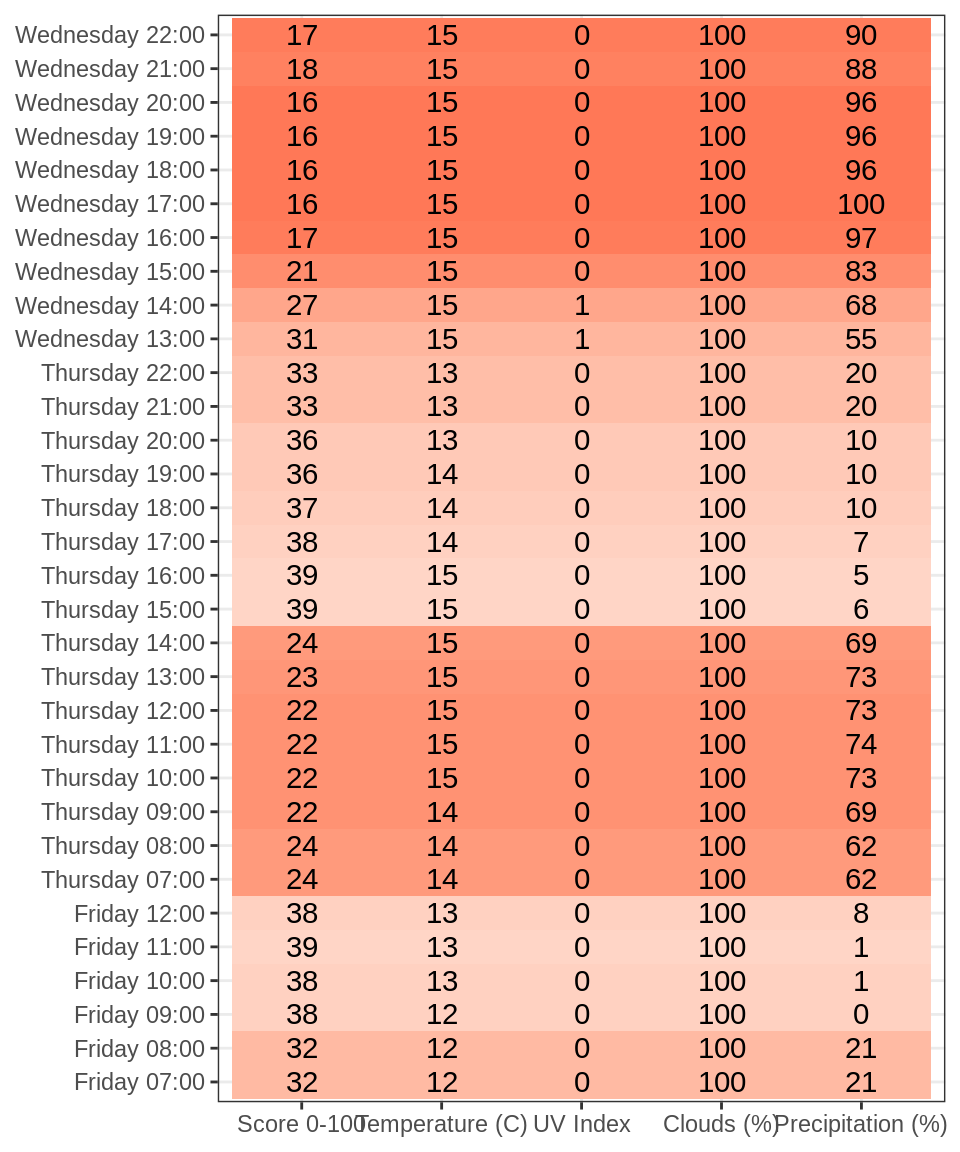 Wednesday 22:00 17 15 0 100 90
Wednesday 21:00 18 15 0 100 88
Wednesday 20:00 16 15 0 100 96
Wednesday 19:00 16 15 0 100 96
Wednesday 18:00 16 15 0 100 96
Wednesday 17:00 16 15 0 100 100
Wednesday 16:00 17 15 0 100 97
Wednesday 15:00 21 15 0 100 83
Wednesday 14:00 27 15 1 100 68
Wednesday 13:00 31 15 1 100 55
Thursday 22:00 33 13 0 100 20
Thursday 21:00 33 13 0 100 20
Thursday 20:00 36 13 0 100 10
Thursday 19:00 36 14 0 100 10
Thursday 18:00 37 14 0 100 10
Thursday 17:00 38 14 0 100 7
Thursday 16:00 39 15 0 100 5
Thursday 15:00 39 15 0 100 6
Thursday 14:00 24 15 0 100 69
Thursday 13:00 23 15 0 100 73
Thursday 12:00 22 15 0 100 73
Thursday 11:00 22 15 0 100 74
Thursday 10:00 22 15 0 100 73
Thursday 09:00 22 14 0 100 69
Thursday 08:00 24 14 0 100 62
Thursday 07:00 24 14 0 100 62
Friday 12:00 38 13 0 100 8
Friday 11:00 39 13 0 100 1
Friday 10:00 38 13 0 100 1
Friday 09:00 38 12 0 100 0
Friday 08:00 32 12 0 100 21
Friday 07:00 32 12 0 100 21
Score 0-100 Temperature (C) UV Index Clouds (%) Precipitation (%)